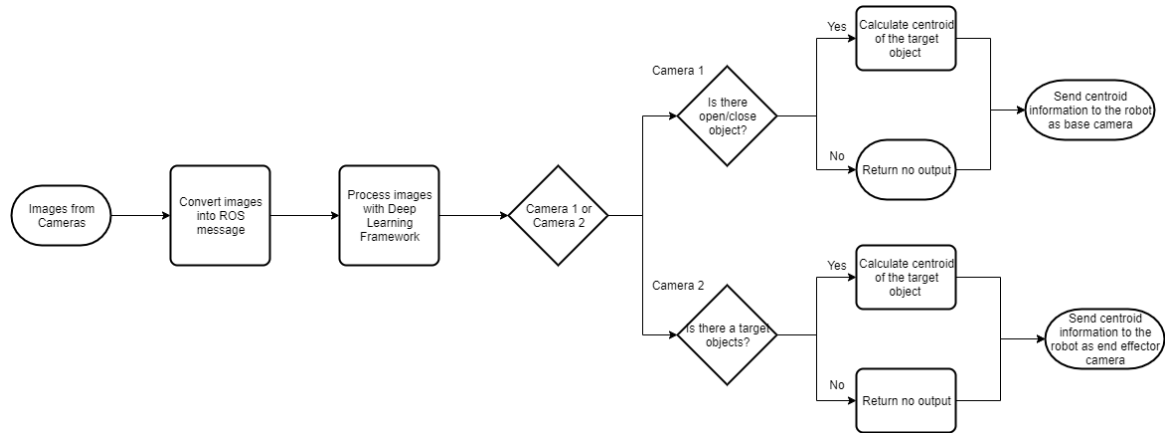 Images from
Cameras
Convert images
into ROS
message
Process images
with Deep
Learning
Framework
Camera 1 or
Camera 2
Camera 1
Is there
open/close
object?
Yes
Calculate centroid
of the target
object
No
Return no output
Send centroid
information to the robot
as base camera
Camera 2
Is there a target
objects?
Yes
Calculate centroid
of the target
object
No
Return no output
Send centroid
information to the
robot as end effector
camera